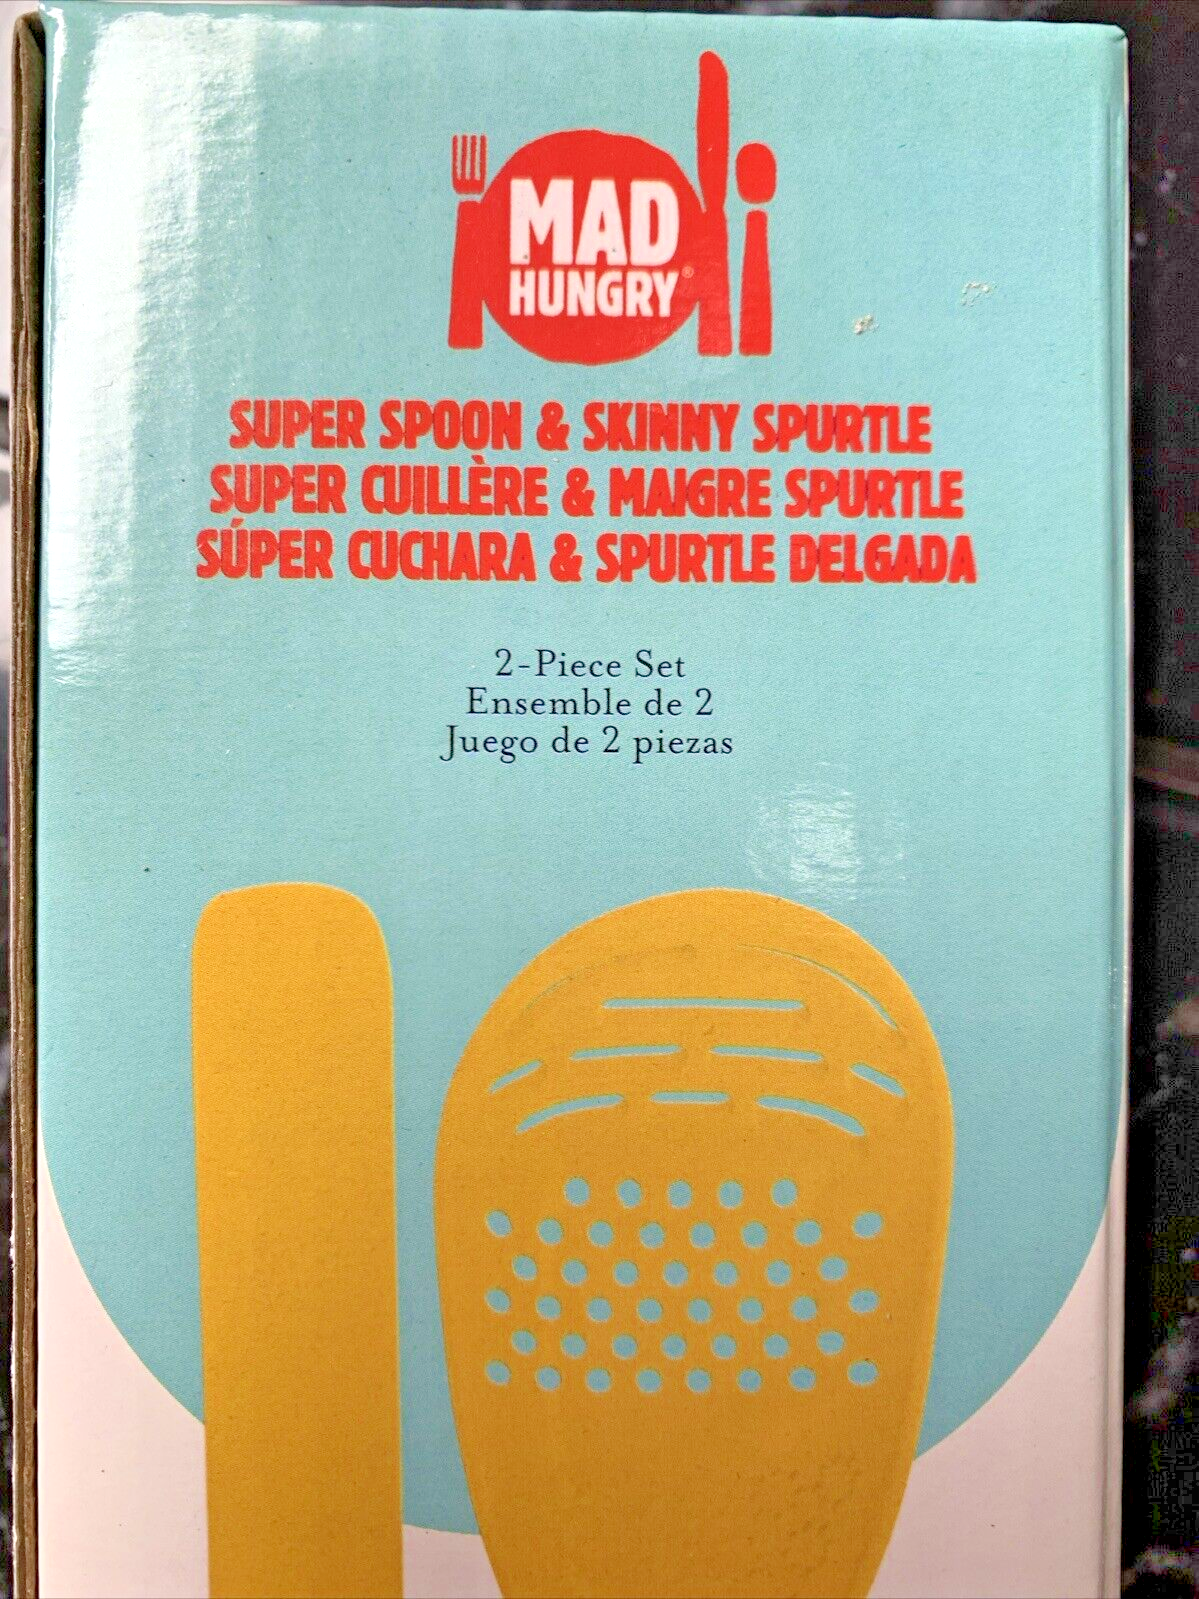 MAD
HUNGRY®
SUPER SPOON & SKINNY SPURTLE
SUPER CUILLÈRE & MAIGRE SPURTLE
SÚPER CUCHARA & SPURTLE DELGADA
2-Piece Set
Ensemble de 2
Juego de 2 piezas